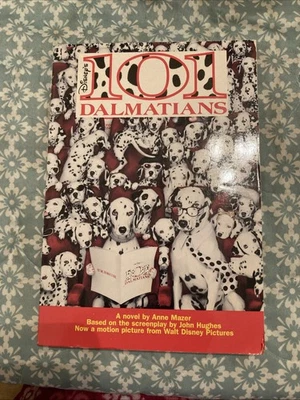 Disney's
101
DALMATIANS
A novel by Anne Mazer
Based on the screenplay by John Hughes
Now a motion picture from Walt Disney Pictures